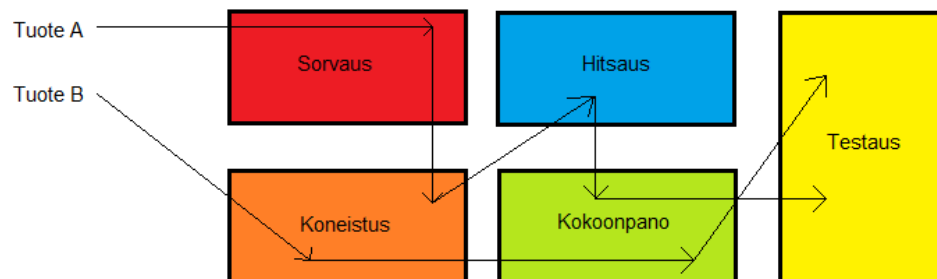 Tuote A
Sorvaus
Hitsaus
Tuote B
Testaus
Koneistus
Kokoonpano